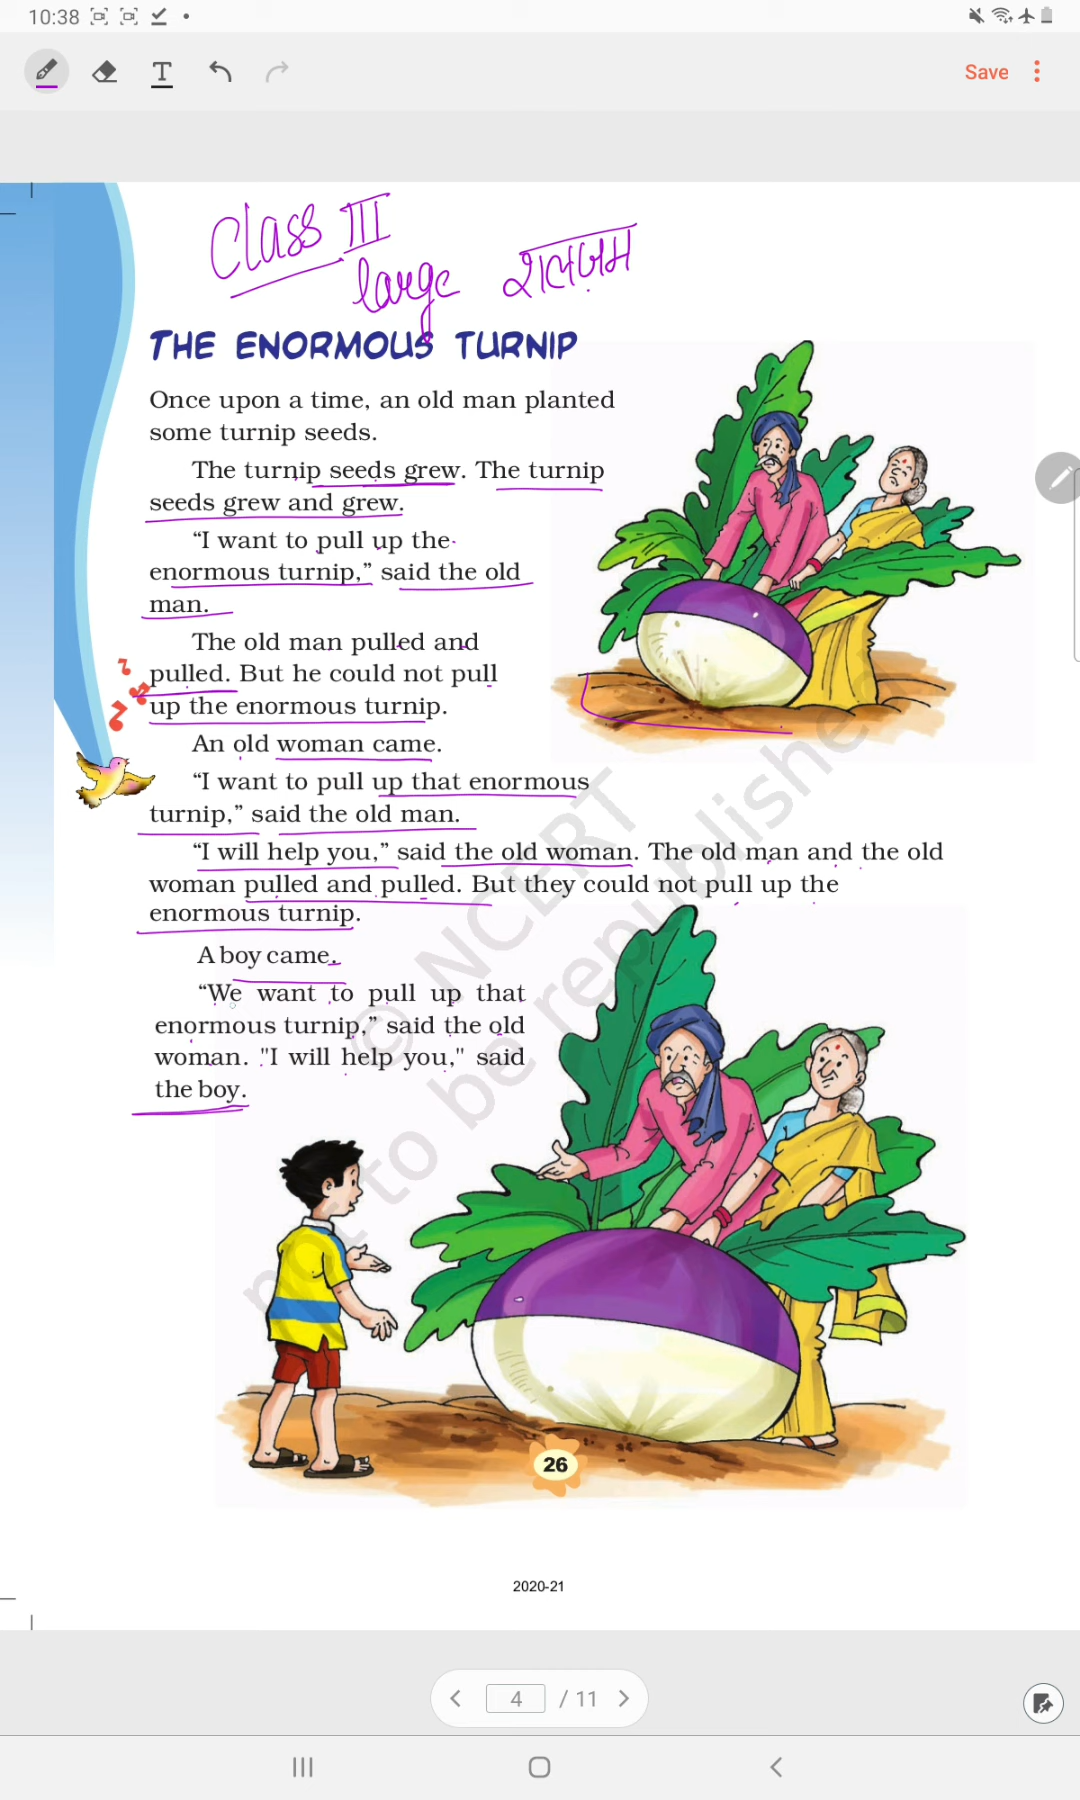 10:38
Save
Class III
large शलजम
THE ENORMOUS TURNIP
Once upon a time, an old man planted
some turnip seeds.
The turnip seeds grew. The turnip
seeds grew and grew.
“I want to pull up the
enormous turnip,” said the old
man.
The old man pulled and
pulled. But he could not pull
up the enormous turnip.
An old woman came.
“I want to pull up that enormous
turnip,” said the old man.
“I will help you,” said the old woman. The old man and the old
woman pulled and pulled. But they could not pull up the
enormous turnip.
A boy came.
“We want to pull up that
enormous turnip,” said the old
woman. "I will help you," said
the boy.
© NCERT
not to be republished
26
2020-21
4 / 11